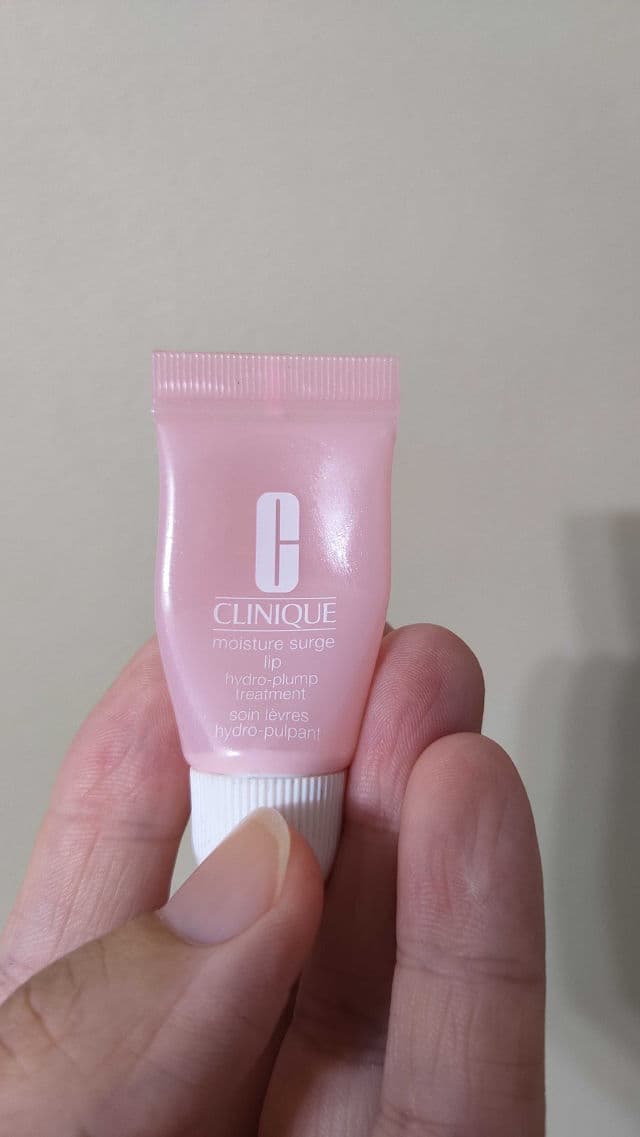 C
CLINIQUE
moisture surge
lip
hydro-plump
treatment
soin lèvres
hydro-pulpant